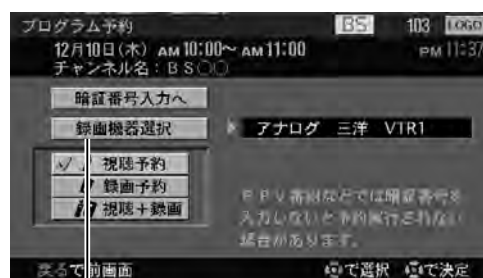 プログラム予約 BS 103 LOGO
12月10日(木) AM10:00~AM11:00 PM11:37
チャンネル名:BS〇〇
暗証番号入力へ
録画機器選択 アナログ 三洋 VTR1
視聴予約
録画予約
視聴+録画
PPV番組などでは暗証番号を
入力しないと予約実行されない
場合があります。
戻るで前画面 で選択 で決定